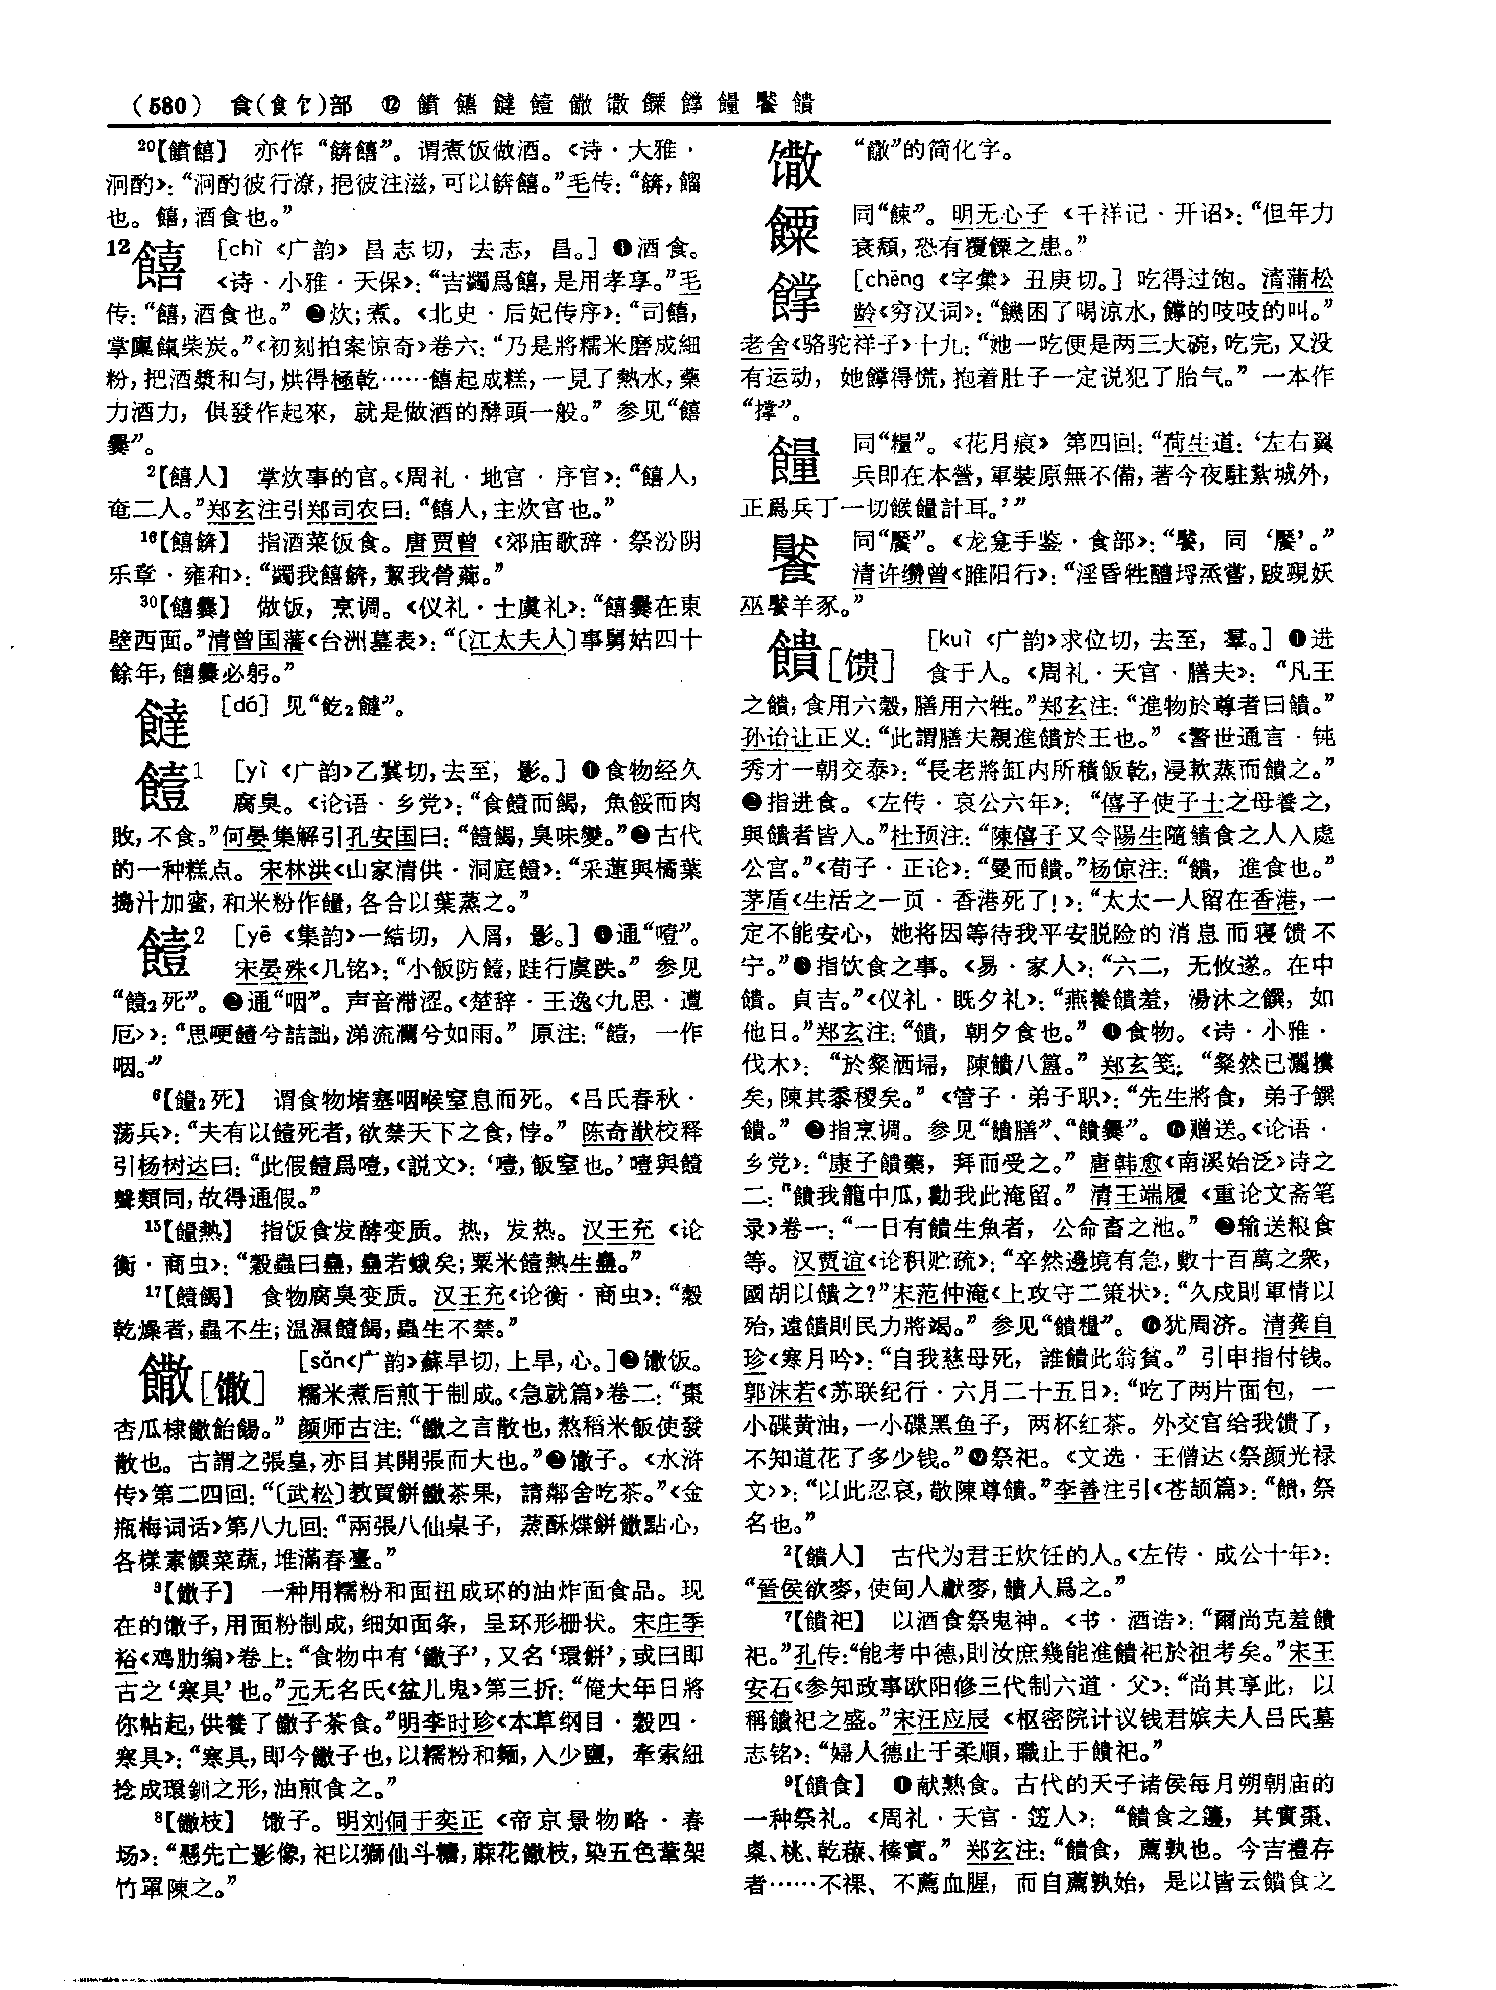 (580) 食(飠饣)部 ⑫ 饙 饎 饐 饊 馓 餗 饓 饋
20【饙饎】 亦作“餴饎”。谓煮饭做酒。《诗·大雅·
泂酌》：“泂酌彼行潦，挹彼注滋，可以餴饎。”毛传：“餴，餾
也。饎，酒食也。”
12饎 [chì《广韵》昌志切，去志，昌。]❶酒食。
《诗·小雅·天保》：“吉蠲爲饎，是用孝享。”毛
传：“饎，酒食也。”❷炊；煮。《北史·后妃传序》：“司饎，
掌廪餼柴炭。”《初刻拍案惊奇》卷六：“乃是將糯米磨成細
粉，把酒漿和匀，烘得極乾……饎起成糕，一見了熱水，藥
力酒力，俱發作起來，就是做酒的酵頭一般。”参见“饎
爨”。
2【饎人】 掌炊事的官。《周礼·地官·序官》：“饎人，
奄二人。”郑玄注引郑司农曰：“饎人，主炊官也。”
16【饎餴】 指酒菜饭食。唐贾曾《郊庙歌辞·祭汾阴
乐章·雍和》：“蠲我饎餴，絜我膋薌。”
30【饎爨】 做饭，烹调。《仪礼·士虞礼》：“饎爨在東
壁西面。”清曾国藩《台洲墓表》：“〔江太夫人〕事舅姑四十
餘年，饎爨必躬。”
[dá] 见“飥2 ”。
饐1 [yì《广韵》乙冀切，去至，影。]❶食物经久
腐臭。《论语·乡党》：“食饐而餲，魚餒而肉
敗，不食。”何晏集解引孔安国曰：“饐餲，臭味變。”❷古代
的一种糕点。宋林洪《山家清供·洞庭饐》：“采蓮與橘葉
搗汁加蜜，和米粉作饐，各合以葉蒸之。”
饐2 [yē《集韵》一結切，入屑，影。]❶通“噎”。
宋晏殊《几铭》：“小飯防饐，跬行虞跌。”参见
“饐2死”。❷通“咽”。声音滞涩。《楚辞·王逸〈九思·遭
厄〉》：“思哽饐兮詰詘，涕流瀾兮如雨。”原注：“饐，一作
咽。”
6【饐2死】 谓食物堵塞咽喉窒息而死。《吕氏春秋·
荡兵》：“夫有以饐死者，欲禁天下之食，悖。”陈奇猷校释
引杨树达曰：“此假饐爲噎，《説文》：‘噎，飯窒也。’噎與饐
聲類同，故得通假。”
15【饐熱】 指饭食发酵变质。热，发热。汉王充《论
衡·商虫》：“穀蟲曰蠱，蠱若蛾矣；粟米饐熱生蠱。”
17【饐餲】 食物腐臭变质。汉王充《论衡·商虫》：“穀
乾燥者，蟲不生；温濕饐餲，蟲生不禁。”
饊[馓] [sǎn《广韵》蘇旱切，上旱，心。]❶馓饭。
糯米煮后煎干制成。《急就篇》卷二：“棗
杏瓜棣饊飴餳。”颜师古注：“饊之言散也，熬稻米飯使發
散也。古謂之張皇，亦目其開張而大也。”❷馓子。《水浒
传》第二四回：“〔武松〕教買餅饊茶果，請鄰舍吃茶。”《金
瓶梅词话》第八九回：“兩張八仙桌子，蒸酥煠餅饊點心，
各樣素饌菜蔬，堆滿春臺。”
3【饊子】 一种用糯粉和面扭成环的油炸面食品。现
在的馓子，用面粉制成，细如面条，呈环形栅状。宋庄季
裕《鸡肋编》卷上：“食物中有‘饊子’，又名‘環餅’，或曰即
古之‘寒具’也。”元无名氏《盆儿鬼》第三折：“俺大年日將
你帖起，供養了饊子茶食。”明李时珍《本草纲目·穀四·
寒具》：“寒具，即今饊子也，以糯粉和麵，入少鹽，牽索紐
捻成環釧之形，油煎食之。”
8【饊枝】 馓子。明刘侗于奕正《帝京景物略·春
场》：“懸先亡影像，祀以獅仙斗糖，蔴花饊枝，染五色葦架
竹罩陳之。”
馓 “饊”的简化字。
同“餗”。明无心子《千祥记·开诏》：“但年力
衰頽，恐有覆 之患。”
饓 [chēng《字彙》丑庚切。]吃得过饱。清蒲松
龄《穷汉词》：“饑困了喝涼水，饓的吱吱的叫。”
老舍《骆驼祥子》十九：“她一吃便是两三大碗，吃完，又没
有运动，她饓得慌，抱着肚子一定说犯了胎气。”一本作
“撑”。
同“糧”。《花月痕》第四回：“荷生道：‘左右翼
兵即在本營，軍裝原無不備，著今夜駐紮城外，
正爲兵丁一切餱 計耳。’”
同“饜”。《龙龛手鉴·食部》：“ ，同‘饜’。”
清许缵曾《睢阳行》：“淫昏牲醴 烝嘗，跛覡妖
巫 羊豕。”
饋[馈] [kuì《广韵》求位切，去至，羣。]❶进
食于人。《周礼·天官·膳夫》：“凡王
之饋，食用六穀，膳用六牲。”郑玄注：“進物於尊者曰饋。”
孙诒让正义：“此謂膳夫親進饋於王也。”《警世通言·钝
秀才一朝交泰》：“長老將缸内所積飯乾，浸軟蒸而饋之。”
❷指进食。《左传·哀公六年》：“僖子使子士之母養之，
與饋者皆入。”杜预注：“陳僖子又令陽生隨饋食之人入處
公宫。”《荀子·正论》：“曼而饋。”杨倞注：“饋，進食也。”
茅盾《生活之一页·香港死了！》：“太太一人留在香港，一
定不能安心，她将因等待我平安脱险的消息而寝馈不
宁。”❸指饮食之事。《易·家人》：“六二，无攸遂。在中
饋。貞吉。”《仪礼·既夕礼》：“燕養饋羞，湯沐之饌，如
他日。”郑玄注：“饋，朝夕食也。”❹食物。《诗·小雅·
伐木》：“於粲洒埽，陳饋八簋。”郑玄笺：“粲然已灑㩦
矣，陳其黍稷矣。”《管子·弟子职》：“先生將食，弟子饌
饋。”❺指烹调。参见“饋膳”、“饋爨”。❻赠送。《论语·
乡党》：“康子饋藥，拜而受之。”唐韩愈《南溪始泛》诗之
二：“饋我籠中瓜，勸我此淹留。”清王端履《重论文斋笔
录》卷一：“一日有饋生魚者，公命畜之池。”❼输送粮食
等。汉贾谊《论积贮疏》：“卒然邊境有急，數十百萬之衆，
國胡以饋之？”宋范仲淹《上攻守二策状》：“久戍則軍情以
殆，遠饋則民力將竭。”参见“饋糧”。❽犹周济。清龚自
珍《寒月吟》：“自我慈母死，誰饋此翁貧。”引申指付钱。
郭沫若《苏联纪行·六月二十五日》：“吃了两片面包，一
小碟黄油，一小碟黑鱼子，两杯红茶。外交官给我馈了，
不知道花了多少钱。”❾祭祀。《文选·王僧达〈祭颜光禄
文〉》：“以此忍哀，敬陳尊饋。”李善注引《苍颉篇》：“饋，祭
名也。”
2【饋人】 古代为君王炊饪的人。《左传·成公十年》：
“晉侯欲麥，使甸人獻麥，饋人爲之。”
7【饋祀】 以酒食祭鬼神。《书·酒诰》：“爾尚克羞饋
祀。”孔传：“能考中德，則汝庶幾能進饋祀於祖考矣。”宋王
安石《参知政事欧阳修三代制六道·父》：“尚其享此，以
稱饋祀之盛。”宋汪应辰《枢密院计议钱君嫔夫人吕氏墓
志铭》：“婦人德止于柔順，職止于饋祀。”
9【饋食】 ❶献熟食。古代的天子诸侯每月朔朝庙的
一种祭礼。《周礼·天官·笾人》：“饋食之籩，其實棗、
㮚、桃、乾䕩、榛實。”郑玄注：“饋食，薦孰也。今吉禮存
者……不祼、不薦血腥，而自薦孰始，是以皆云饋食之